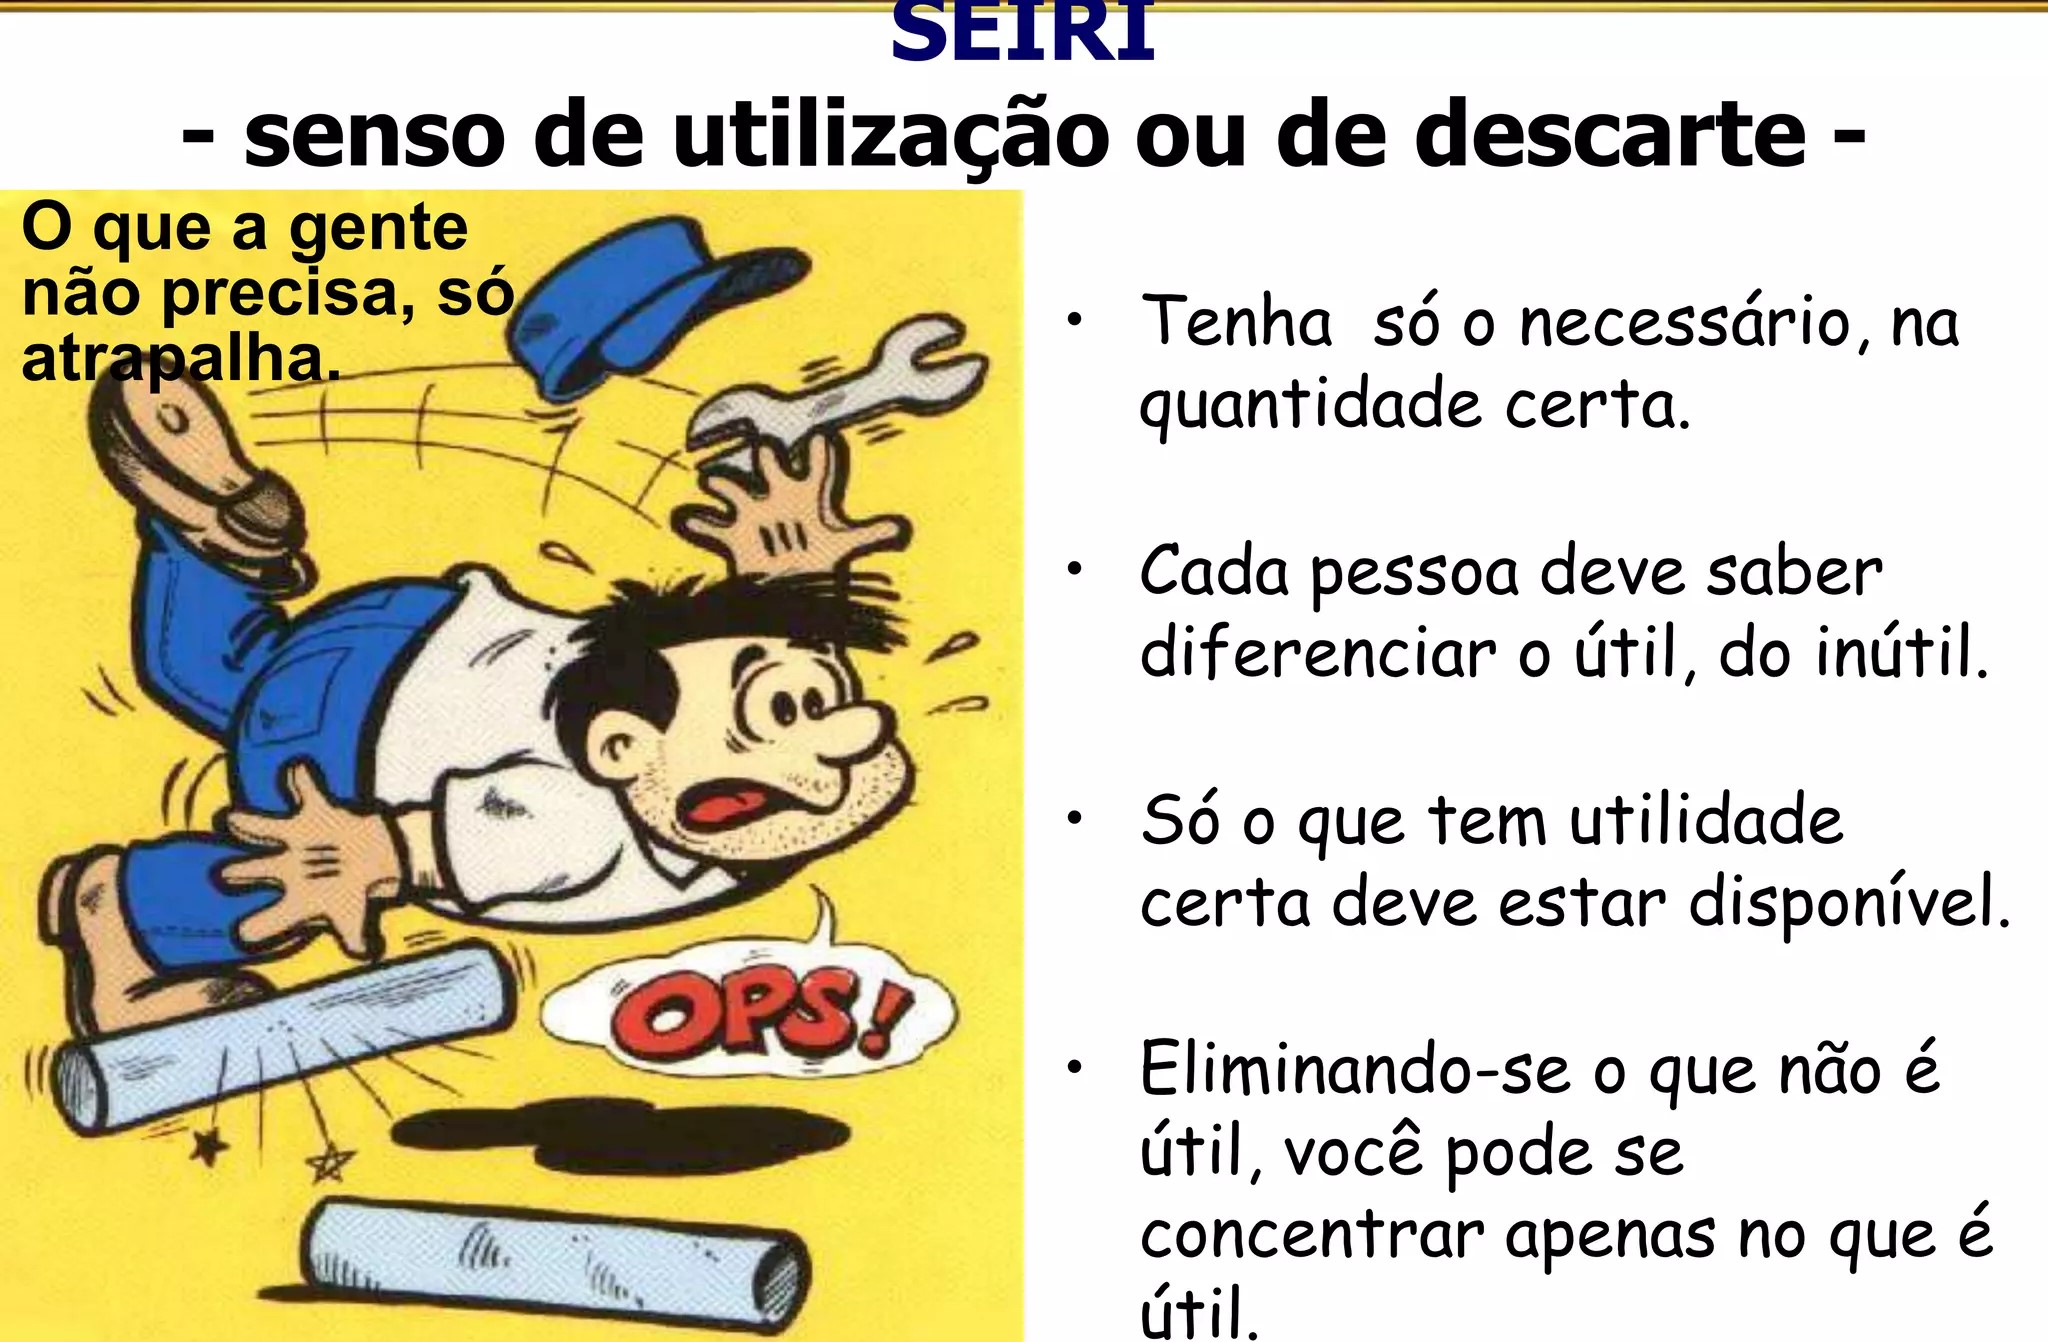 SEIRI
- senso de utilização ou de descarte -
O que a gente
não precisa, só
atrapalha.
OPS!
• Tenha  só o necessário, na
quantidade certa.
• Cada pessoa deve saber
diferenciar o útil, do inútil.
• Só o que tem utilidade
certa deve estar disponível.
• Eliminando-se o que não é
útil, você pode se
concentrar apenas no que é
útil.